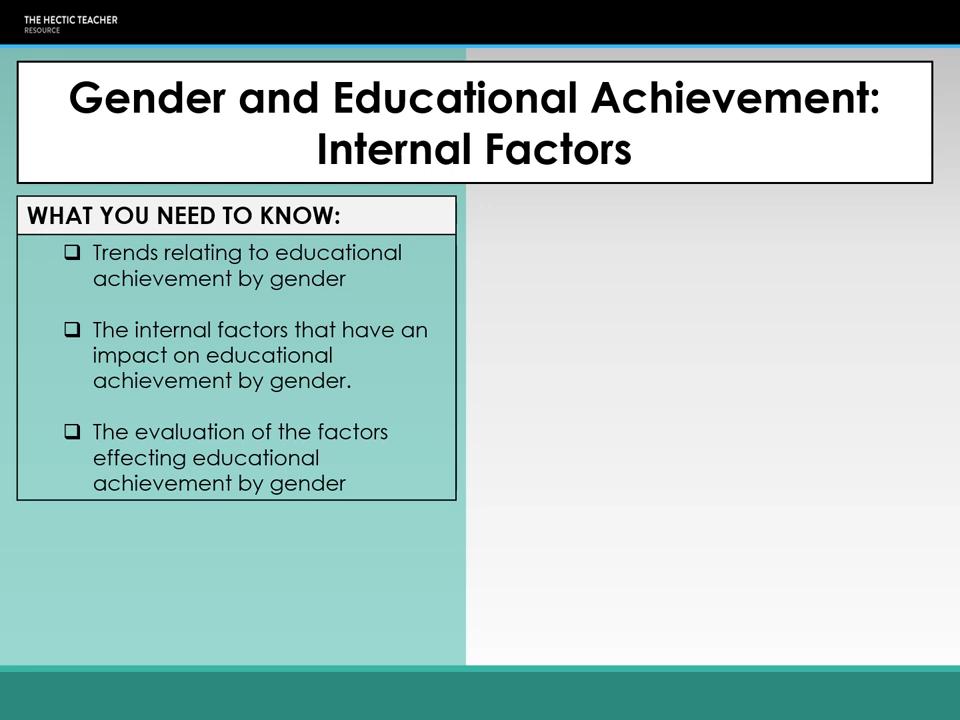 THE HECTIC TEACHER
RESOURCE
Gender and Educational Achievement:
Internal Factors
WHAT YOU NEED TO KNOW:
Trends relating to educational
achievement by gender
The internal factors that have an
impact on educational
achievement by gender.
The evaluation of the factors
effecting educational
achievement by gender